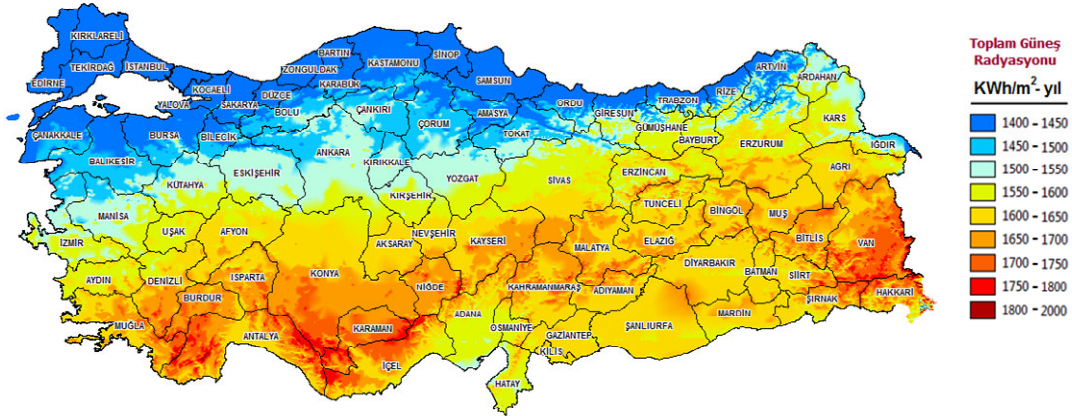 KIRKLARELİ
TEKİRDAĞ
İSTANBUL
EDİRNE
KOCAELİ
YALOVA
SAKARYA
DÜZCE
BOLU
ZONGULDAK
BARTIN
KARABÜK
KASTAMONU
SİNOP
SAMSUN
ÇANKIRI
ÇORUM
AMASYA
TOKAT
ORDU
GİRESUN
TRABZON
RİZE
ARTVİN
ARDAHAN
KARS
IĞDIR
GÜMÜŞHANE
BAYBURT
ERZURUM
ERZİNCAN
AĞRI
ÇANAKKALE
BALIKESİR
BURSA
BİLECİK
KÜTAHYA
ESKİŞEHİR
ANKARA
KIRIKKALE
KIRŞEHİR
YOZGAT
SİVAS
TUNCELİ
BİNGÖL
MUŞ
BİTLİS
VAN
MANİSA
İZMİR
UŞAK
AFYON
AKSARAY
NEVŞEHİR
KAYSERİ
MALATYA
ELAZIĞ
DİYARBAKIR
BATMAN
SİİRT
HAKKARİ
ŞIRNAK
AYDIN
DENİZLİ
ISPARTA
BURDUR
KONYA
NİĞDE
KAHRAMANMARAŞ
ADIYAMAN
MARDİN
MUĞLA
ANTALYA
KARAMAN
İÇEL
ADANA
OSMANİYE
GAZİANTEP
KİLİS
ŞANLIURFA
HATAY
Toplam Güneş
Radyasyonu
KWh/m²- yıl
1400 - 1450
1450 - 1500
1500 - 1550
1550 - 1600
1600 - 1650
1650 - 1700
1700 - 1750
1750 - 1800
1800 - 2000